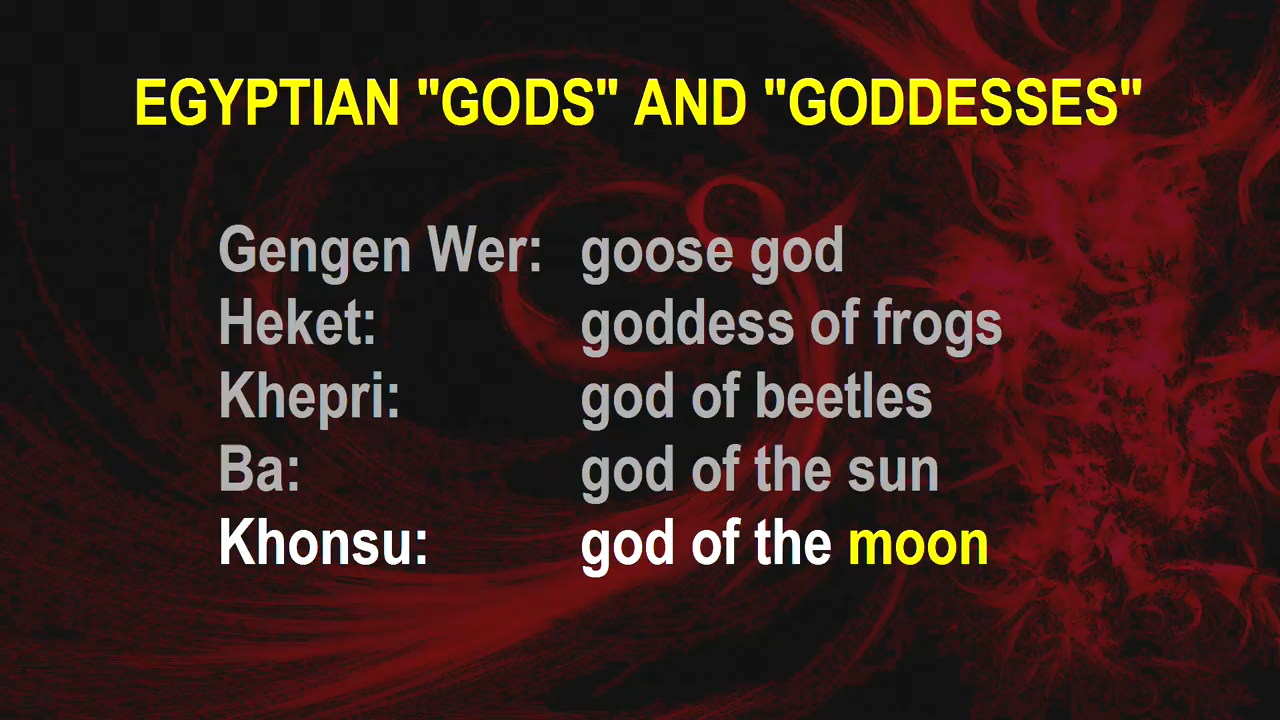 EGYPTIAN "GODS" AND "GODDESSES"
Gengen Wer: goose god
Heket: goddess of frogs
Khepri: god of beetles
Ba: god of the sun
Khonsu: god of the moon